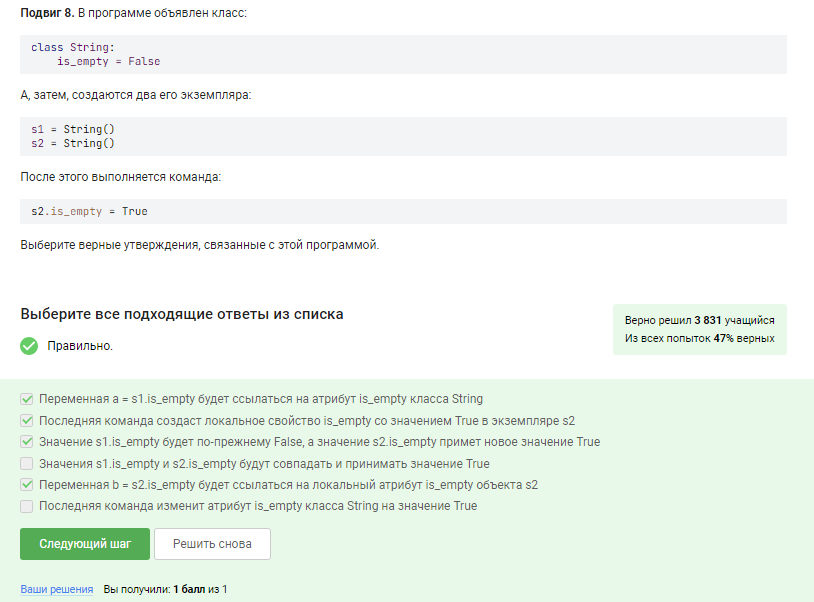 Подвиг 8. В программе объявлен класс:
class String:
    is_empty = False
А, затем, создаются два его экземпляра:
s1 = String()
s2 = String()
После этого выполняется команда:
s2.is_empty = True
Выберите верные утверждения, связанные с этой программой.
Выберите все подходящие ответы из списка
Верно решил 3 831 учащийся
Из всех попыток 47% верных
Правильно.
Переменная a = s1.is_empty будет ссылаться на атрибут is_empty класса String
Последняя команда создаст локальное свойство is_empty со значением True в экземпляре s2
Значение s1.is_empty будет по-прежнему False, а значение s2.is_empty примет новое значение True
Значения s1.is_empty и s2.is_empty будут совпадать и принимать значение True
Переменная b = s2.is_empty будет ссылаться на локальный атрибут is_empty объекта s2
Последняя команда изменит атрибут is_empty класса String на значение True
Следующий шаг
Решить снова
Ваши решения Вы получили: 1 балл из 1